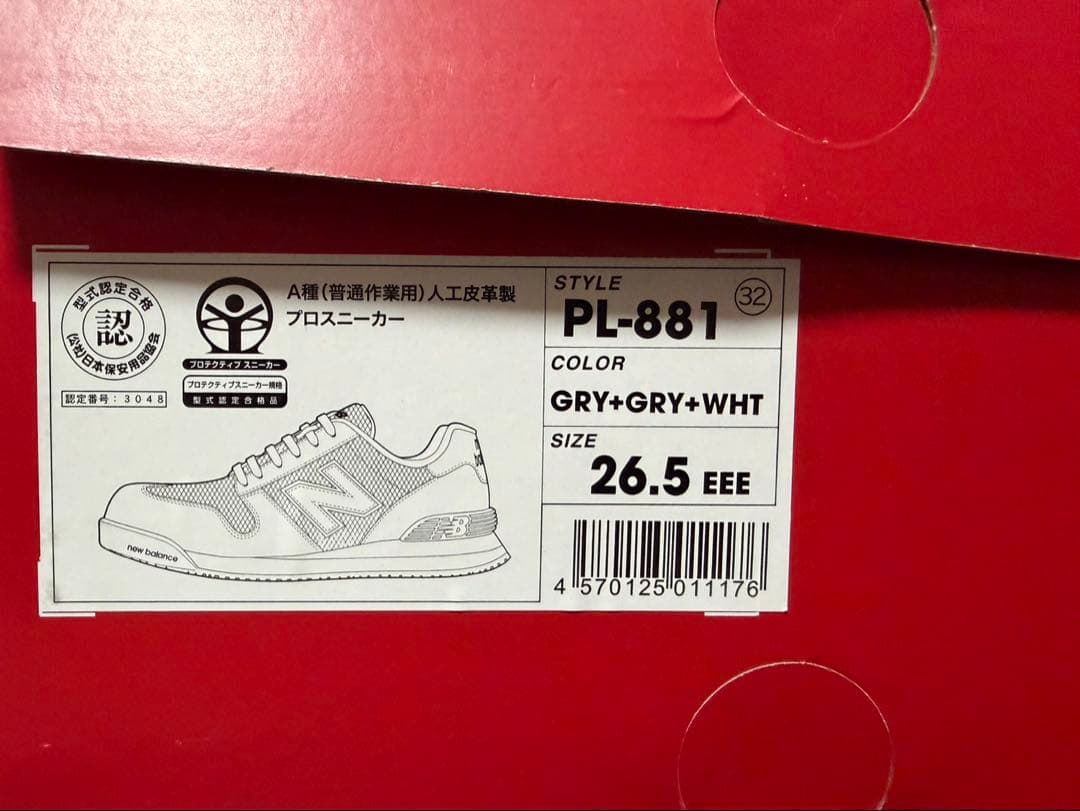 型式認定合格
認
(公社)日本保安用品協会
認定番号：3048
プロテクティブ スニーカー
プロテクティブスニーカー規格
型式認定合格品
A種(普通作業用)人工皮革製
プロスニーカー
N
NB
new balance
STYLE
32
PL-881
COLOR
GRY+GRY+WHT
SIZE
26.5 EEE
4 570125 011176